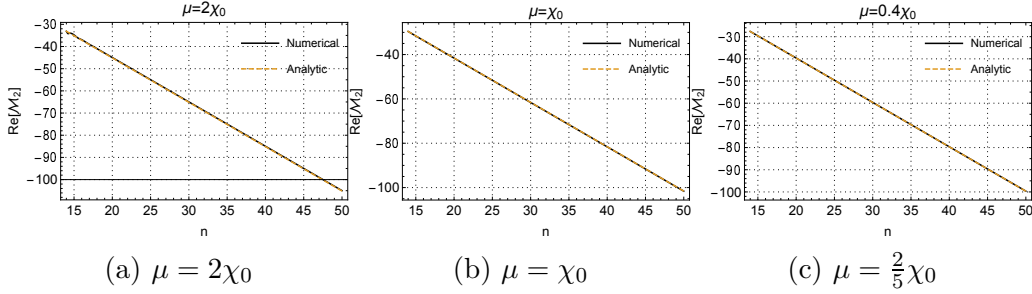 μ=2χ₀
-30
-40
-50
-60
-70
-80
-90
-100
Re[ℳ₂]
Numerical
Analytic
15 20 25 30 35 40 45 50
n
μ=χ₀
-40
-60
-80
-100
Re[ℳ₂]
Numerical
Analytic
15 20 25 30 35 40 45 50
n
μ=0.4χ₀
-30
-40
-50
-60
-70
-80
-90
-100
Re[ℳ₂]
Numerical
Analytic
15 20 25 30 35 40 45 50
n
(a) μ = 2χ₀
(b) μ = χ₀
(c) μ = 2/5 χ₀